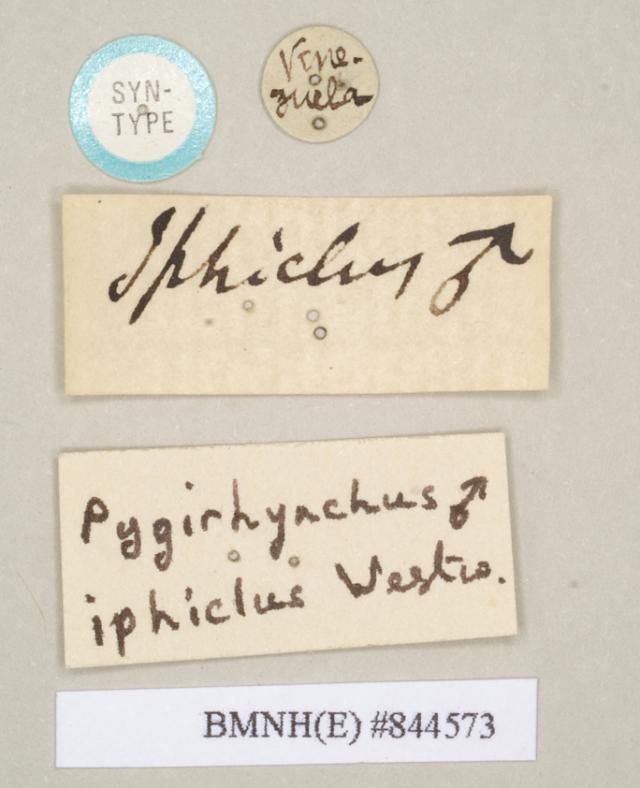 SYN-
TYPE
Vene-
zuela
Iphiclus ♂
Pygirhynchus ♂
iphiclus Westw.
BMNH(E) #844573